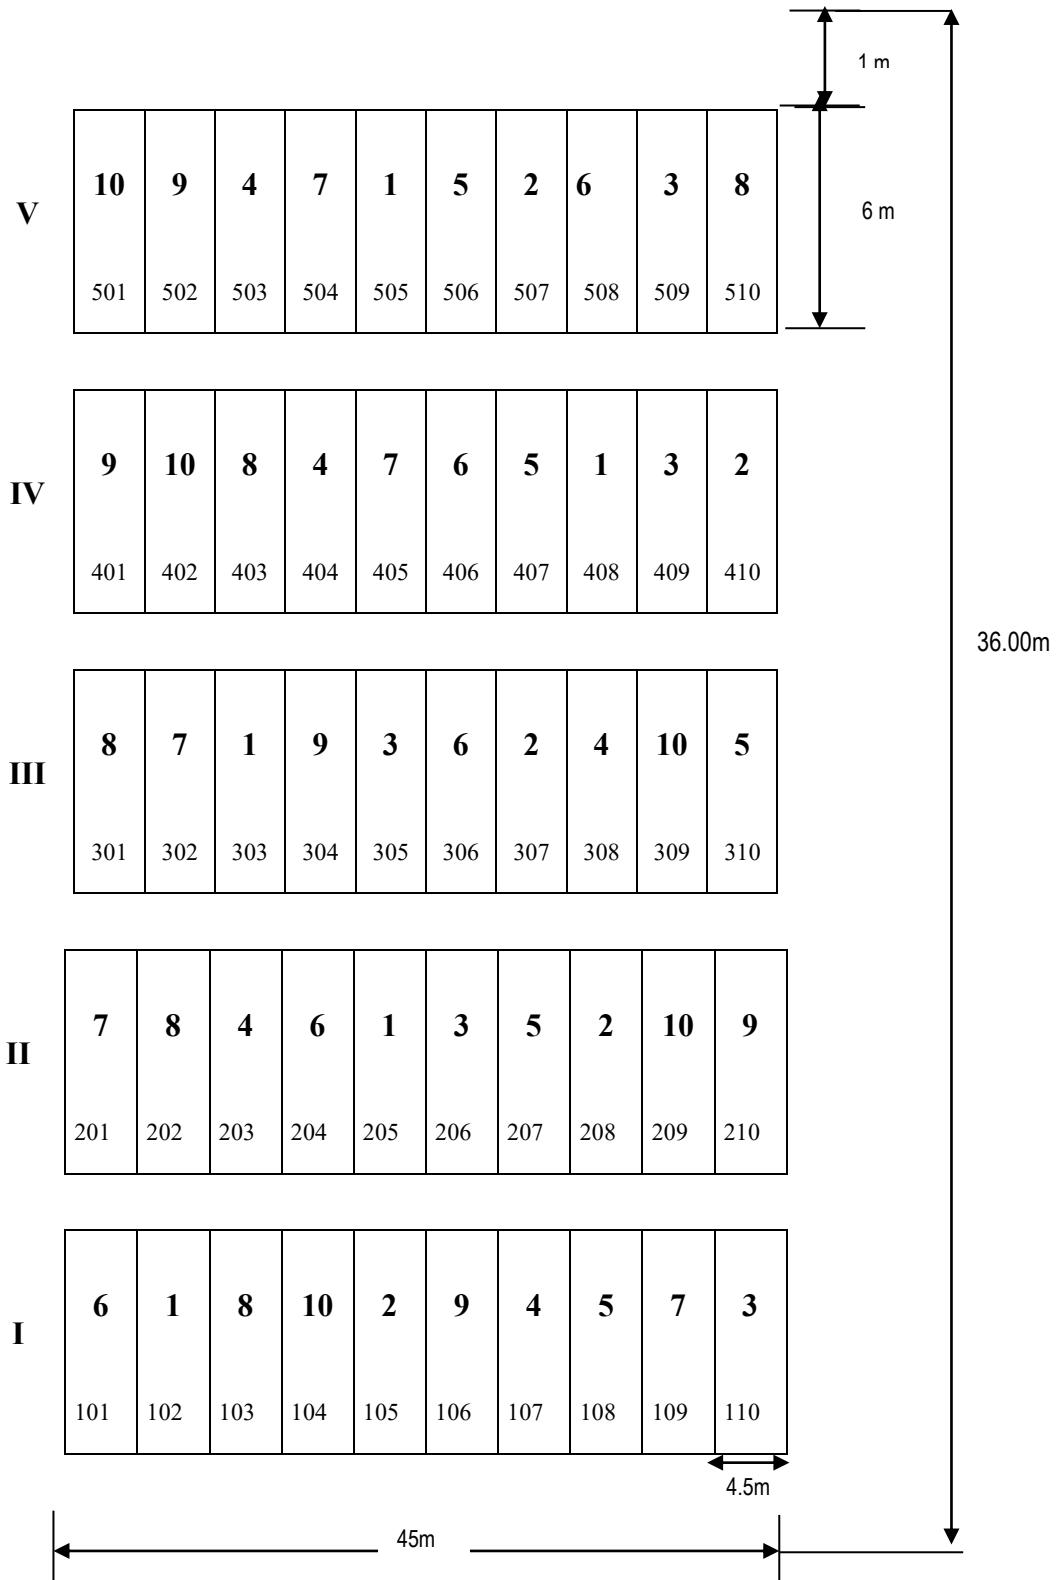 1 m
10 9 4 7 1 5 2 6 3 8
V
6 m
501 502 503 504 505 506 507 508 509 510
9 10 8 4 7 6 5 1 3 2
IV
401 402 403 404 405 406 407 408 409 410
36.00m
8 7 1 9 3 6 2 4 10 5
III
301 302 303 304 305 306 307 308 309 310
7 8 4 6 1 3 5 2 10 9
II
201 202 203 204 205 206 207 208 209 210
6 1 8 10 2 9 4 5 7 3
I
101 102 103 104 105 106 107 108 109 110
4.5m
45m